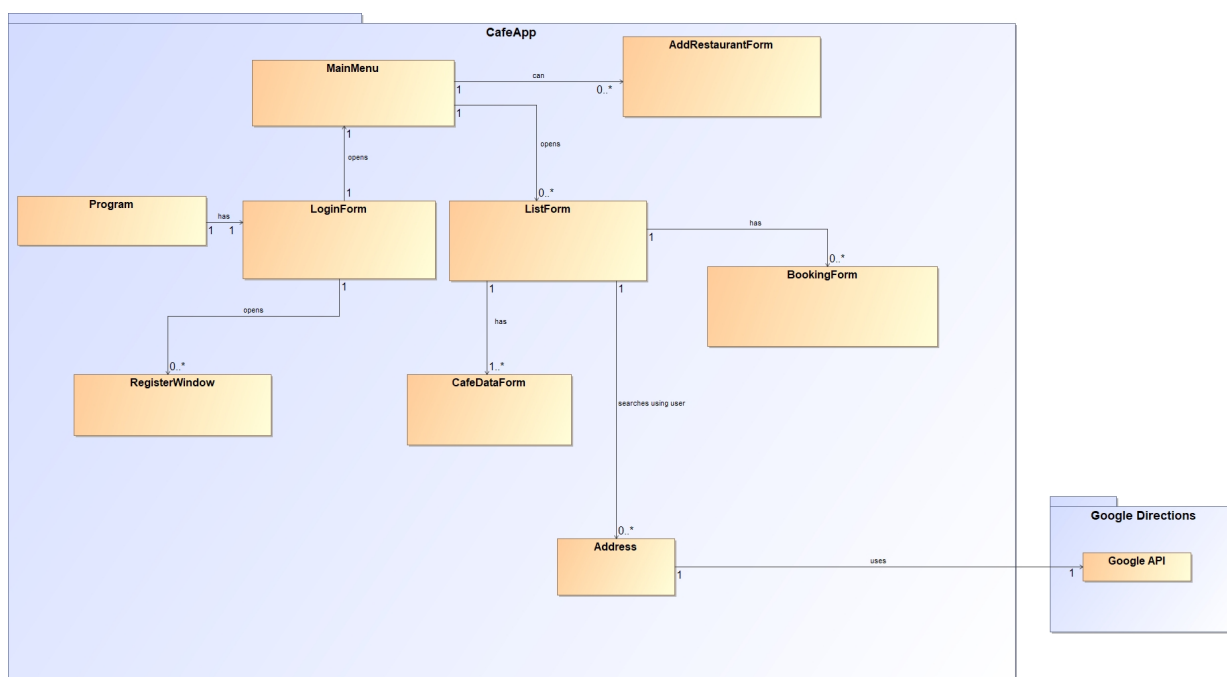 CafeApp
AddRestaurantForm
MainMenu
can
1
0..*
1
opens
1
opens
1
0..*
Program
LoginForm
ListForm
has
1
1
has
1
0..*
BookingForm
1
1
1
opens
has
0..*
1..*
RegisterWindow
CafeDataForm
searches using user
0..*
Address
Google Directions
Google API
uses
1
1